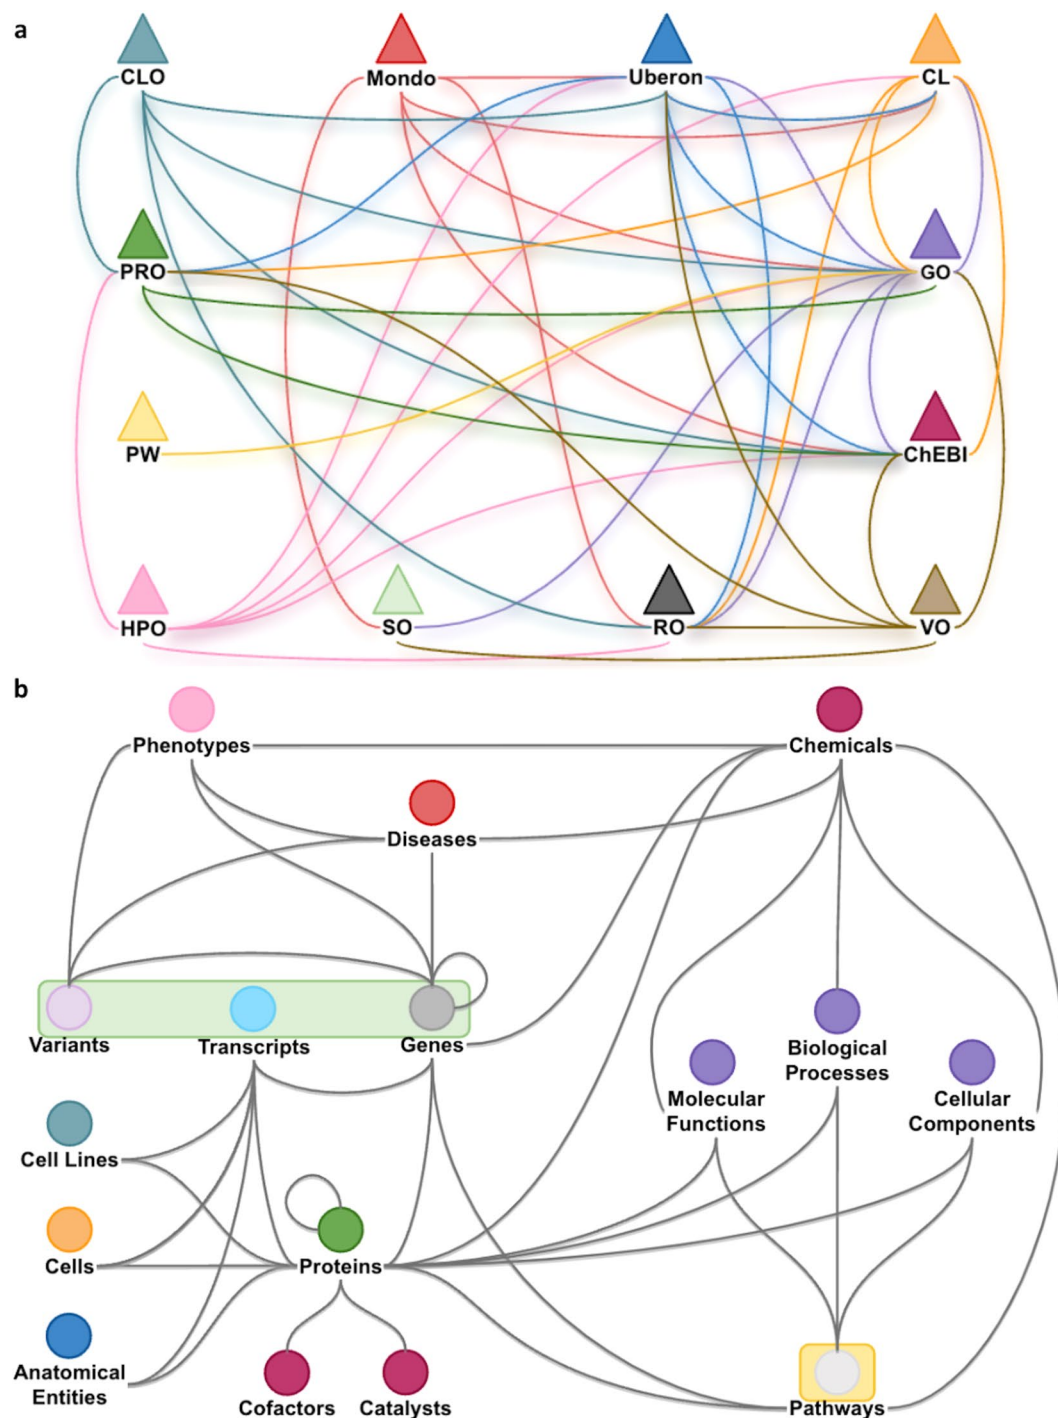 a
CLO
Mondo
Uberon
CL
PRO
GO
PW
ChEBI
HPO
SO
RO
VO
b
Phenotypes
Chemicals
Diseases
Variants
Transcripts
Genes
Biological
Processes
Molecular
Functions
Cellular
Components
Cell Lines
Cells
Proteins
Anatomical
Entities
Cofactors
Catalysts
Pathways